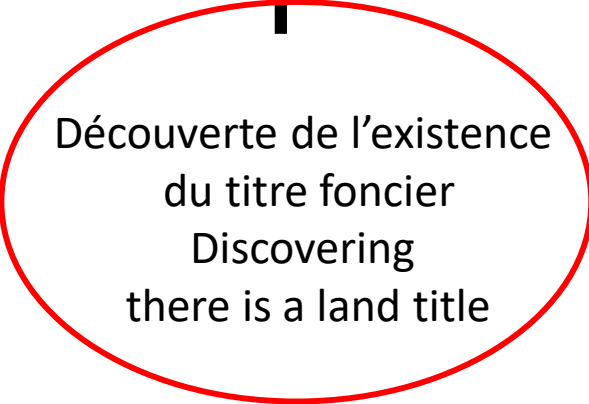 Découverte de l’existence
du titre foncier
Discovering
there is a land title